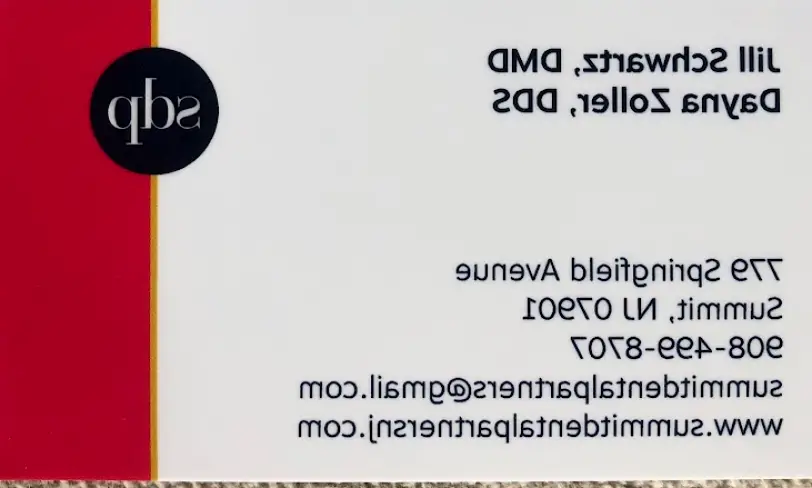 sdp
Jill Schwartz, DMD
Dayna Zoller, DDS
779 Springfield Avenue
Summit, NJ 07901
908-499-8707
summitdentalpartners@gmail.com
www.summitdentalpartnersnj.com